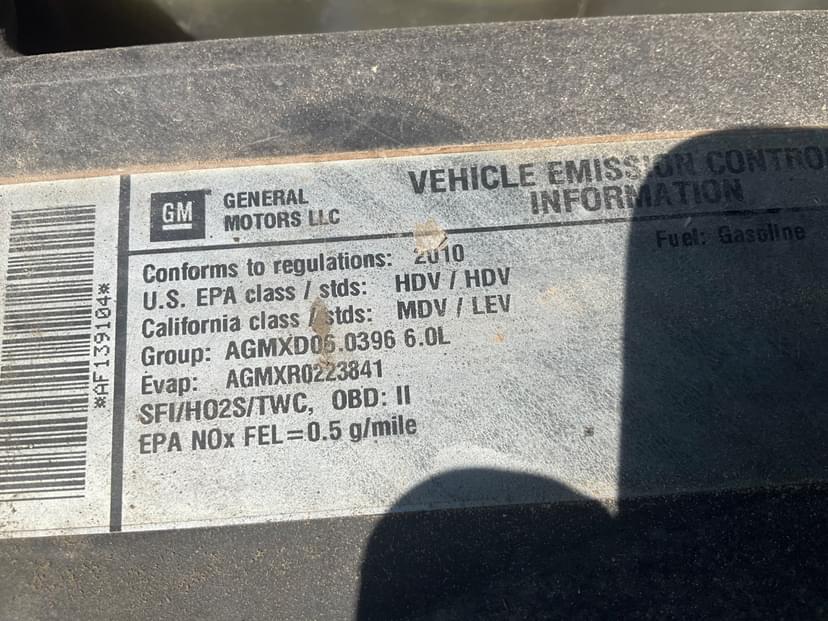 VEHICLE EMISSION CONTROL
INFORMATION
GM
GENERAL
MOTORS LLC
Fuel: Gasoline
Conforms to regulations: 2010
U.S. EPA class / stds: HDV / HDV
California class / stds: MDV / LEV
Group: AGMXD06.0396 6.0L
Evap: AGMXR0223841
SFI/HO2S/TWC, OBD: II
EPA NOx FEL=0.5 g/mile
*AF139104*